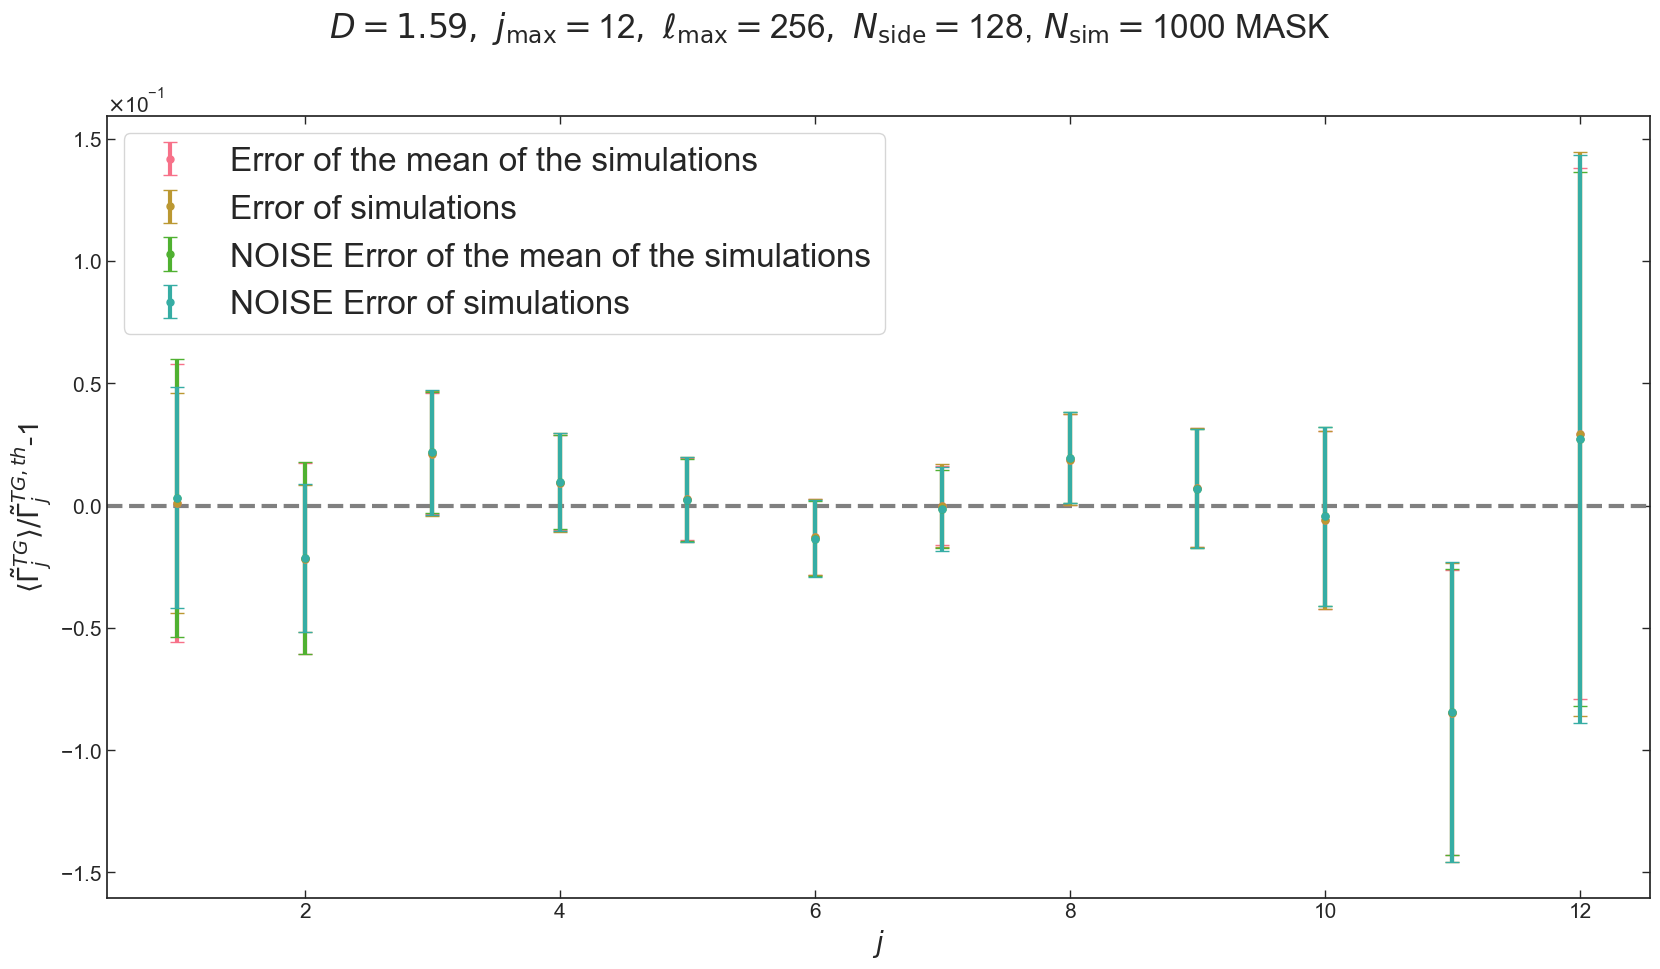 D = 1.59, j_max = 12, ℓ_max = 256, N_side = 128, N_sim = 1000 MASK
×10⁻¹
Error of the mean of the simulations
Error of simulations
NOISE Error of the mean of the simulations
NOISE Error of simulations
1.5
1.0
0.5
0.0
−0.5
−1.0
−1.5
⟨Γ̃_j^{TG}⟩/Γ̃_j^{TG,th}-1
2 4 6 8 10 12
j